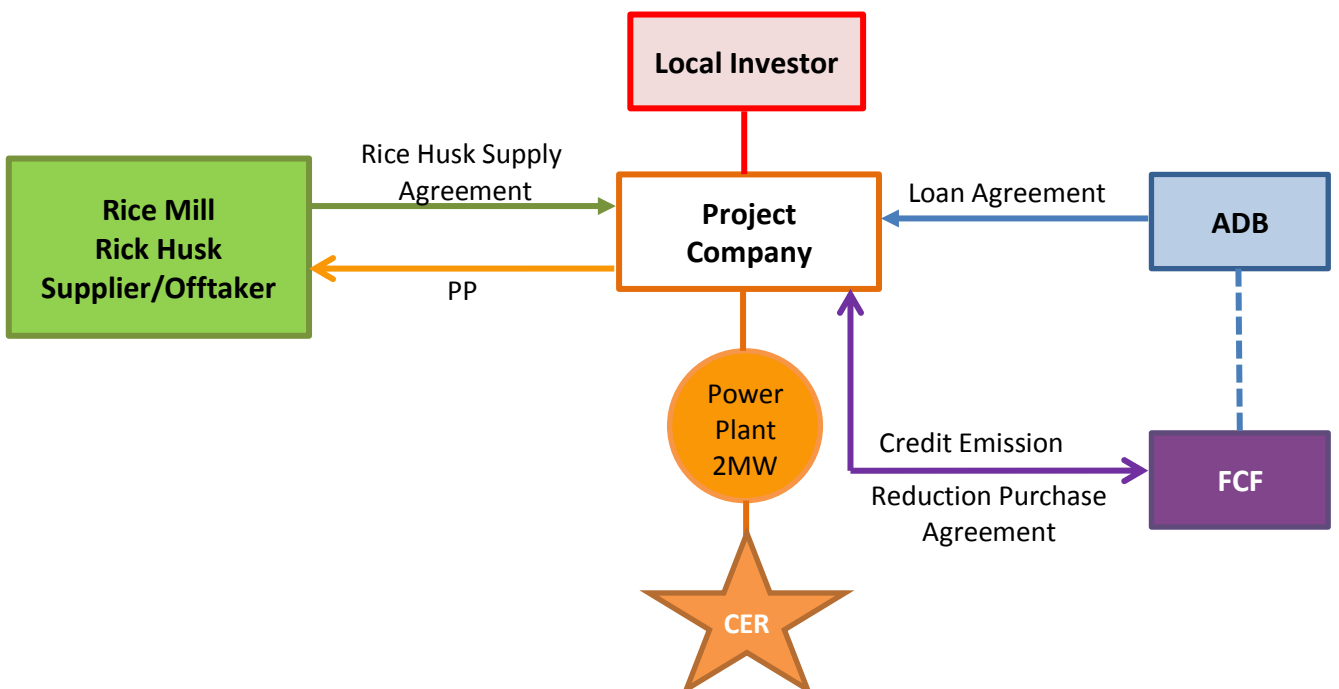 Local Investor
Rice Husk Supply
Agreement
Rice Mill
Rick Husk
Supplier/Offtaker
Project
Company
Loan Agreement
ADB
PP
Power
Plant
2MW
Credit Emission
Reduction Purchase
Agreement
FCF
CER